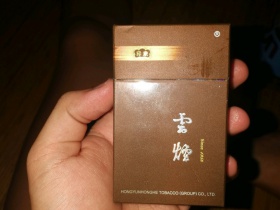 ®
雲煙
HONGYUNHONGHE TOBACCO (GROUP) CO., LTD.